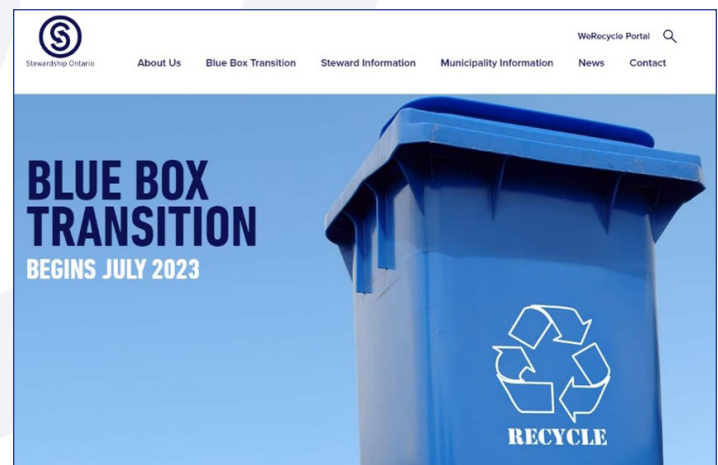 WeRecycle Portal
Stewardship Ontario
About Us Blue Box Transition Steward Information Municipality Information News Contact
BLUE BOX
TRANSITION
BEGINS JULY 2023
RECYCLE